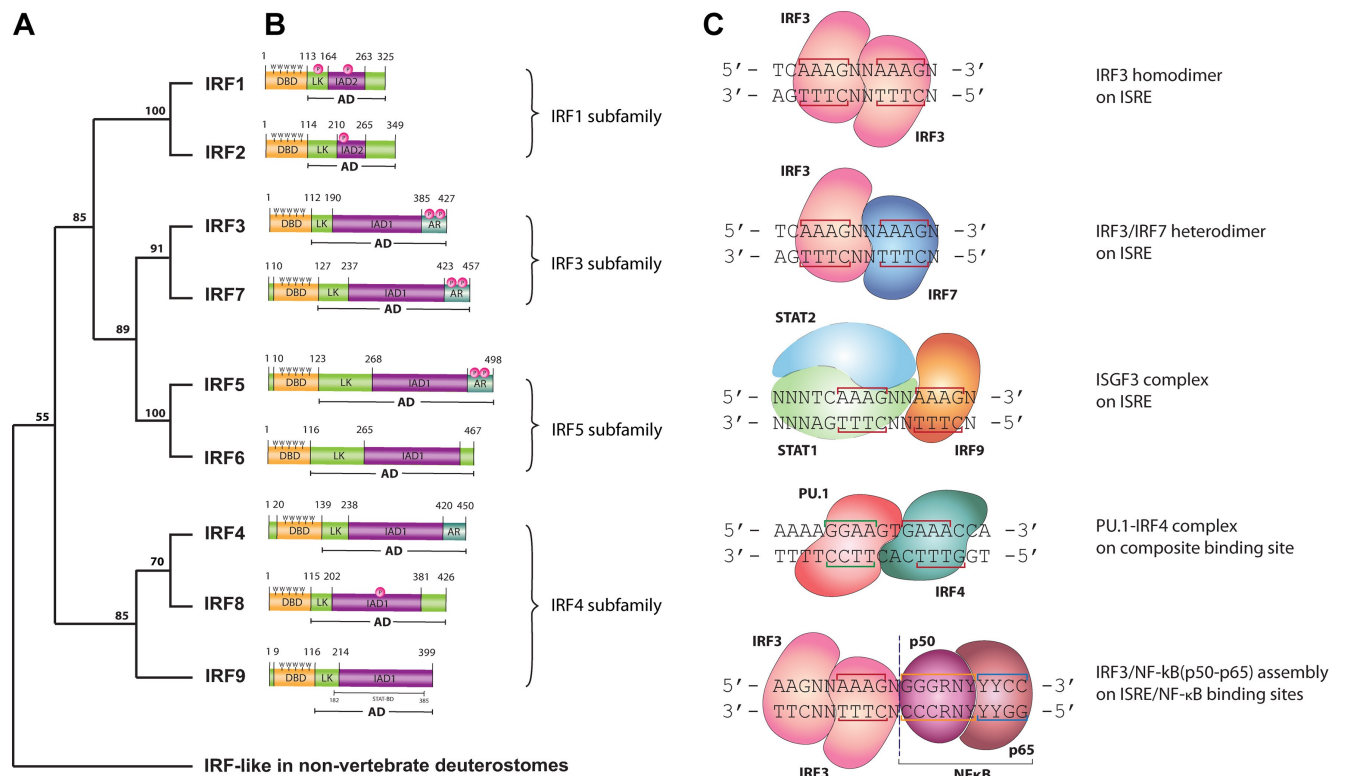 A
B
C
100
85
91
89
100
55
70
85
IRF1
IRF2
IRF3
IRF7
IRF5
IRF6
IRF4
IRF8
IRF9
IRF-like in non-vertebrate deuterostomes
1 113 164 263 325
W W W W W P P
DBD LK IAD2
AD
1 114 210 265 349
W W W W W P
DBD LK IAD2
AD
IRF1 subfamily
1 112 190 385 427
W W W W W P P
DBD LK IAD1 AR
AD
1 10 127 237 423 457
W W W W W P P
DBD LK IAD1 AR
AD
IRF3 subfamily
1 10 123 268 498
W W W W W P P
DBD LK IAD1 AR
AD
1 116 265 467
W W W W W
DBD LK IAD1
AD
IRF5 subfamily
1 20 139 238 420 450
W W W W W
DBD LK IAD1 AR
AD
1 115 202 381 426
W W W W W P
DBD LK IAD1
AD
1 9 116 214 399
W W W W W
DBD LK IAD1
182 STAT-BD 385
AD
IRF4 subfamily
IRF3
5′- TCAAAGNNAAAGN -3′
3′- AGTTTCNNTTTCN -5′
IRF3
IRF3 homodimer
on ISRE
IRF3
5′- TCAAAGNNAAAGN -3′
3′- AGTTTCNNTTTCN -5′
IRF7
IRF3/IRF7 heterodimer
on ISRE
STAT2
5′- NNNTCAAAGNNAAAGN -3′
3′- NNNAGTTTCNNTTTCN -5′
STAT1 IRF9
ISGF3 complex
on ISRE
PU.1
5′- AAAAGGAAGTGAAACCA -3′
3′- TTTTCCTTCACTTTGGT -5′
IRF4
PU.1-IRF4 complex
on composite binding site
IRF3 p50
5′- AAGNNAAAGNGGGRNYYYCC -3′
3′- TTCNNTTTCNCCCRNYYYGG -5′
p65
IRF3 NFκB
IRF3/NF-kB(p50-p65) assembly
on ISRE/NF-κB binding sites